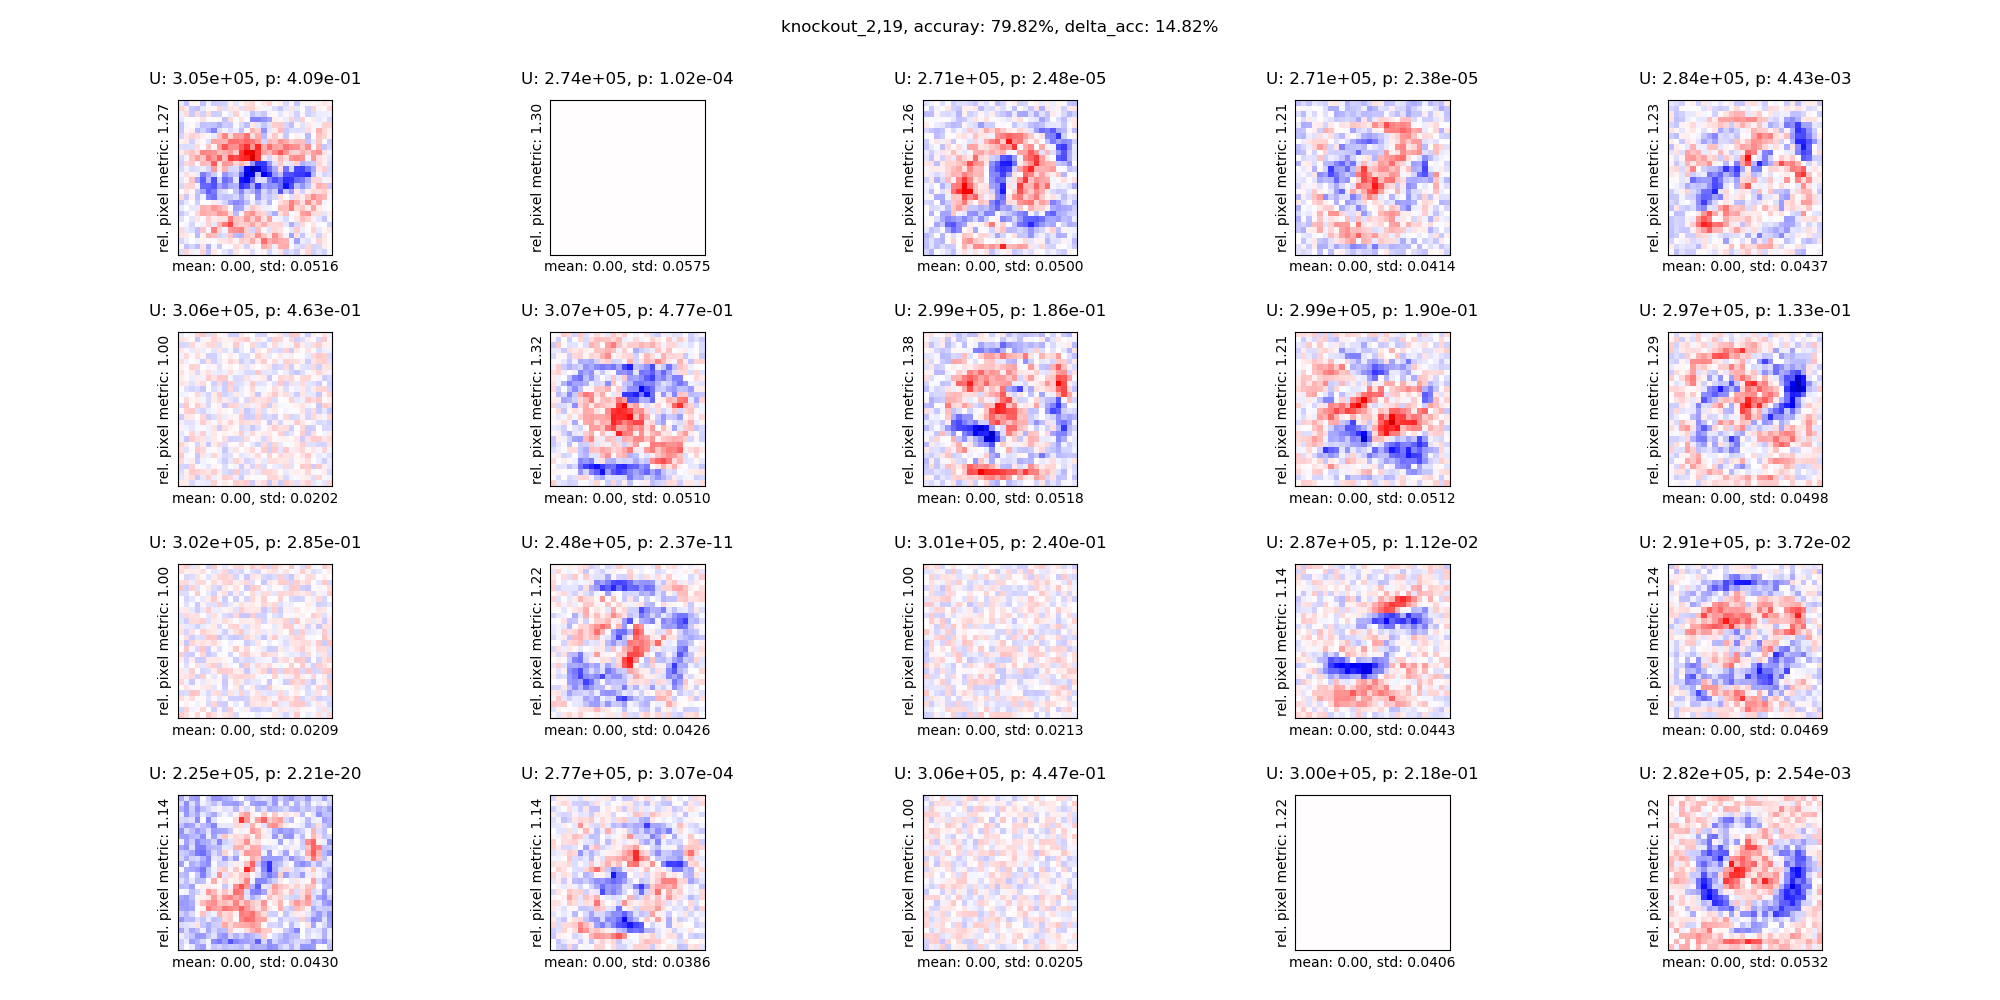 knockout_2,19, accuray: 79.82%, delta_acc: 14.82%
U: 3.05e+05, p: 4.09e-01
rel. pixel metric: 1.27
mean: 0.00, std: 0.0516
U: 2.74e+05, p: 1.02e-04
rel. pixel metric: 1.30
mean: 0.00, std: 0.0575
U: 2.71e+05, p: 2.48e-05
rel. pixel metric: 1.26
mean: 0.00, std: 0.0500
U: 2.71e+05, p: 2.38e-05
rel. pixel metric: 1.21
mean: 0.00, std: 0.0414
U: 2.84e+05, p: 4.43e-03
rel. pixel metric: 1.23
mean: 0.00, std: 0.0437
U: 3.06e+05, p: 4.63e-01
rel. pixel metric: 1.00
mean: 0.00, std: 0.0202
U: 3.07e+05, p: 4.77e-01
rel. pixel metric: 1.32
mean: 0.00, std: 0.0510
U: 2.99e+05, p: 1.86e-01
rel. pixel metric: 1.38
mean: 0.00, std: 0.0518
U: 2.99e+05, p: 1.90e-01
rel. pixel metric: 1.21
mean: 0.00, std: 0.0512
U: 2.97e+05, p: 1.33e-01
rel. pixel metric: 1.29
mean: 0.00, std: 0.0498
U: 3.02e+05, p: 2.85e-01
rel. pixel metric: 1.00
mean: 0.00, std: 0.0209
U: 2.48e+05, p: 2.37e-11
rel. pixel metric: 1.22
mean: 0.00, std: 0.0426
U: 3.01e+05, p: 2.40e-01
rel. pixel metric: 1.00
mean: 0.00, std: 0.0213
U: 2.87e+05, p: 1.12e-02
rel. pixel metric: 1.14
mean: 0.00, std: 0.0443
U: 2.91e+05, p: 3.72e-02
rel. pixel metric: 1.24
mean: 0.00, std: 0.0469
U: 2.25e+05, p: 2.21e-20
rel. pixel metric: 1.14
mean: 0.00, std: 0.0430
U: 2.77e+05, p: 3.07e-04
rel. pixel metric: 1.14
mean: 0.00, std: 0.0386
U: 3.06e+05, p: 4.47e-01
rel. pixel metric: 1.00
mean: 0.00, std: 0.0205
U: 3.00e+05, p: 2.18e-01
rel. pixel metric: 1.22
mean: 0.00, std: 0.0406
U: 2.82e+05, p: 2.54e-03
rel. pixel metric: 1.22
mean: 0.00, std: 0.0532